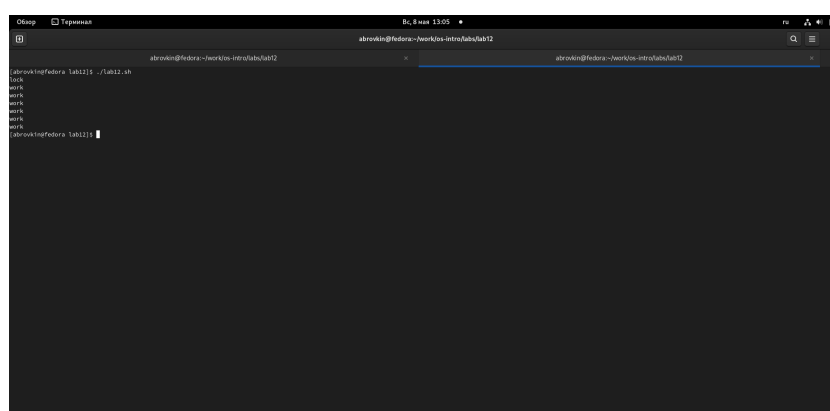 Обзор Терминал Вс, 8 мая 13:05 ru
abrovkin@fedora:~/work/os-intro/labs/lab12
abrovkin@fedora:~/work/os-intro/labs/lab12 × abrovkin@fedora:~/work/os-intro/labs/lab12 ×
[abrovkin@fedora lab12]$ ./lab12.sh
lock
work
work
work
work
work
work
[abrovkin@fedora lab12]$